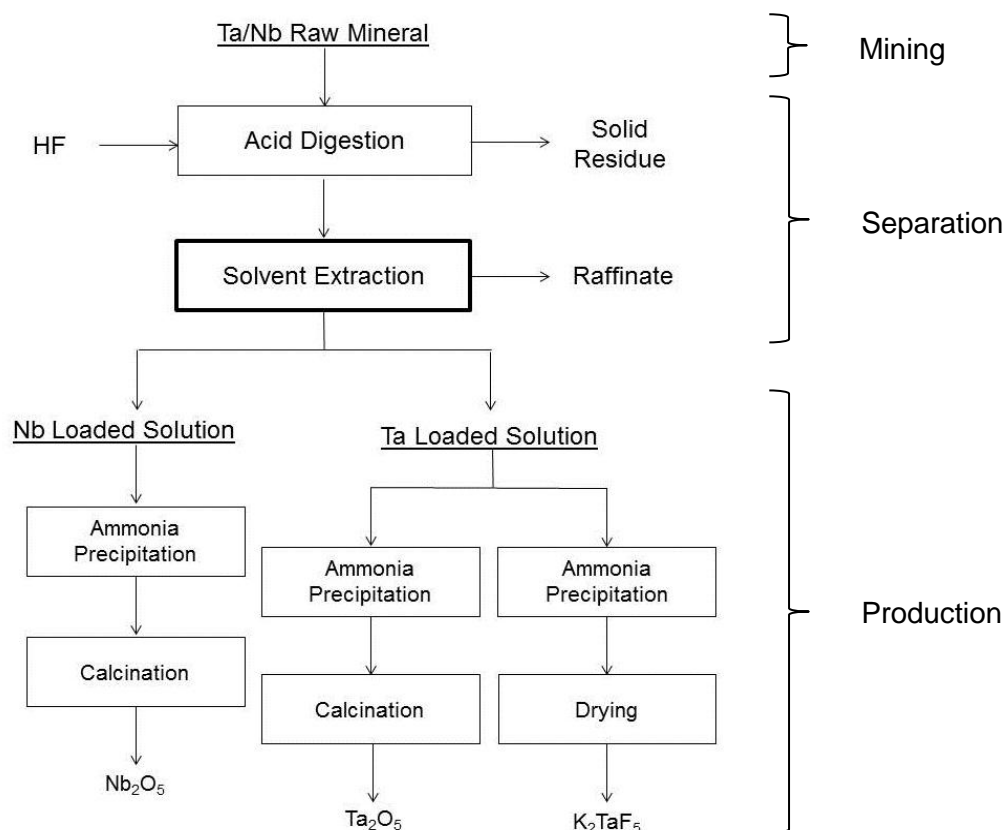 Ta/Nb Raw Mineral
Mining
HF
Acid Digestion
Solid
Residue
Separation
Solvent Extraction
Raffinate
Nb Loaded Solution
Ta Loaded Solution
Ammonia
Precipitation
Ammonia
Precipitation
Ammonia
Precipitation
Production
Calcination
Calcination
Drying
Nb₂O₅
Ta₂O₅
K₂TaF₅